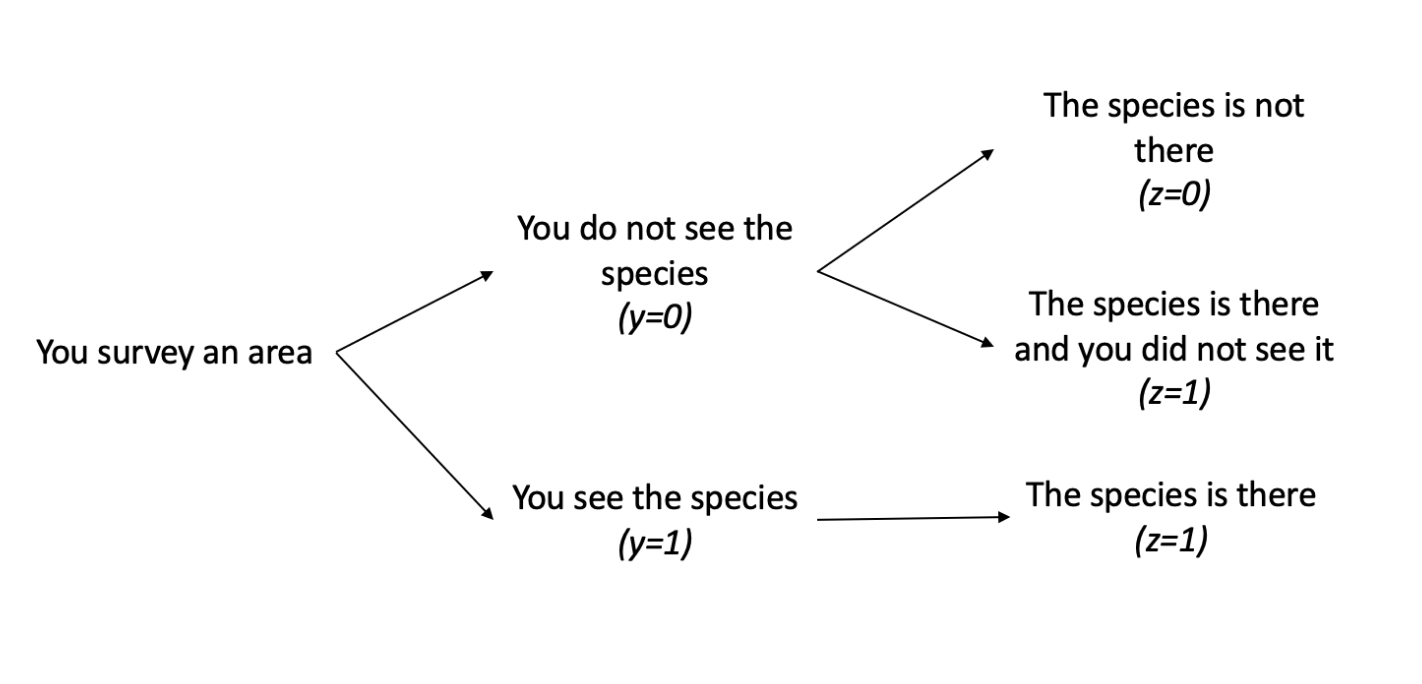 You survey an area
You do not see the
species
(y=0)
You see the species
(y=1)
The species is not
there
(z=0)
The species is there
and you did not see it
(z=1)
The species is there
(z=1)